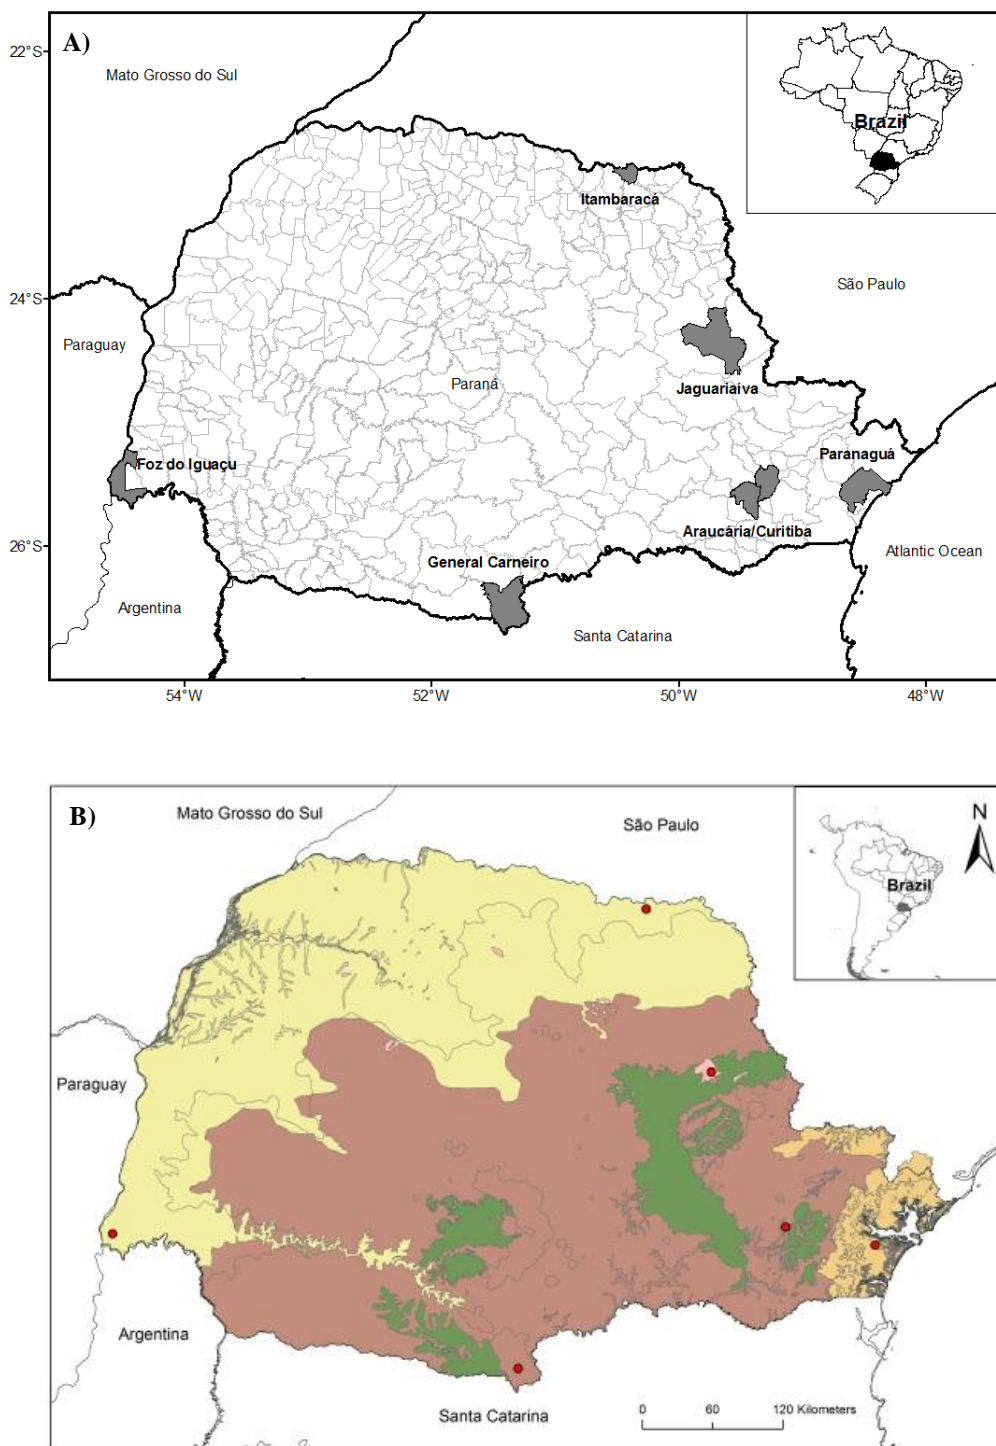 A)
22°S
Mato Grosso do Sul
Brazil
Itambaracá
São Paulo
24°S
Paraguay
Paraná
Jaguariaíva
Foz do Iguaçu
Paranaguá
Araucária/Curitiba
26°S
General Carneiro
Atlantic Ocean
Argentina
Santa Catarina
54°W 52°W 50°W 48°W
B)
Mato Grosso do Sul
São Paulo
N
Brazil
Paraguay
Argentina
Santa Catarina
0 60 120 Kilometers